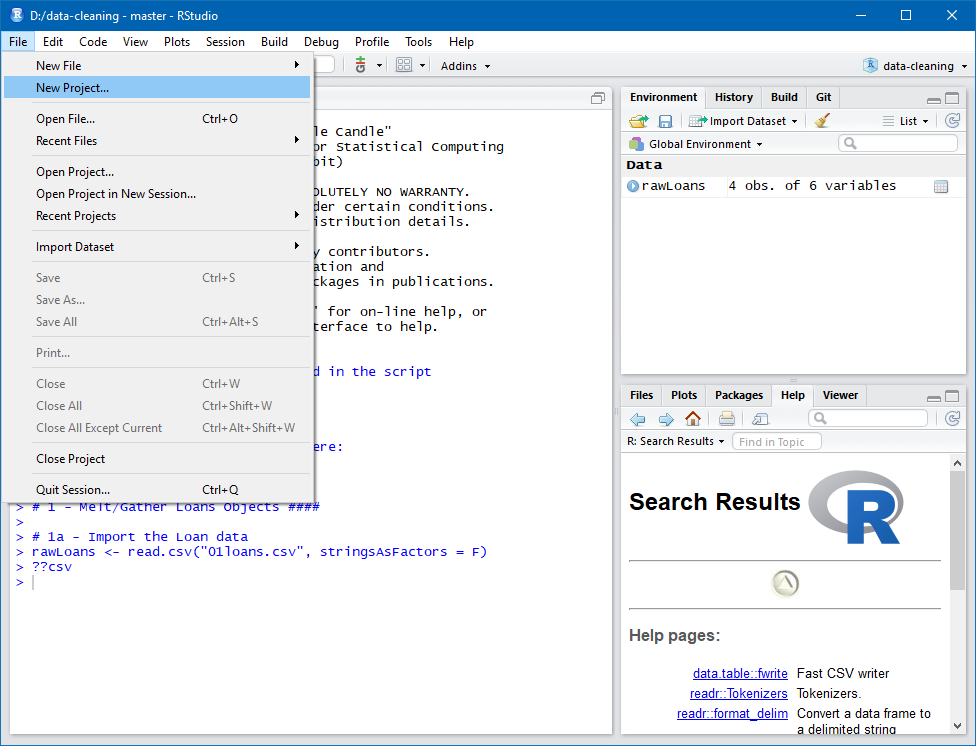 D:/data-cleaning - master - RStudio
File Edit Code View Plots Session Build Debug Profile Tools Help
Addins
data-cleaning
New File
New Project...
Open File... Ctrl+O
Recent Files
Open Project...
Open Project in New Session...
Recent Projects
Import Dataset
Save Ctrl+S
Save As...
Save All Ctrl+Alt+S
Print...
Close Ctrl+W
Close All Ctrl+Shift+W
Close All Except Current Ctrl+Alt+Shift+W
Close Project
Quit Session... Ctrl+Q
le Candle"
or Statistical Computing
bit)
SOLUTELY NO WARRANTY.
der certain conditions.
istribution details.
y contributors.
ation and
ckages in publications.
' for on-line help, or
terface to help.
d in the script
ere:
> # 1 - Melt/Gather Loans Objects ####
>
> # 1a - Import the Loan data
> rawLoans <- read.csv("01loans.csv", stringsAsFactors = F)
> ??csv
>
Environment History Build Git
Import Dataset List
Global Environment
Data
rawLoans 4 obs. of 6 variables
Files Plots Packages Help Viewer
R: Search Results Find in Topic
Search Results R
Help pages:
data.table::fwrite Fast CSV writer
readr::Tokenizers Tokenizers.
readr::format_delim Convert a data frame to
a delimited string